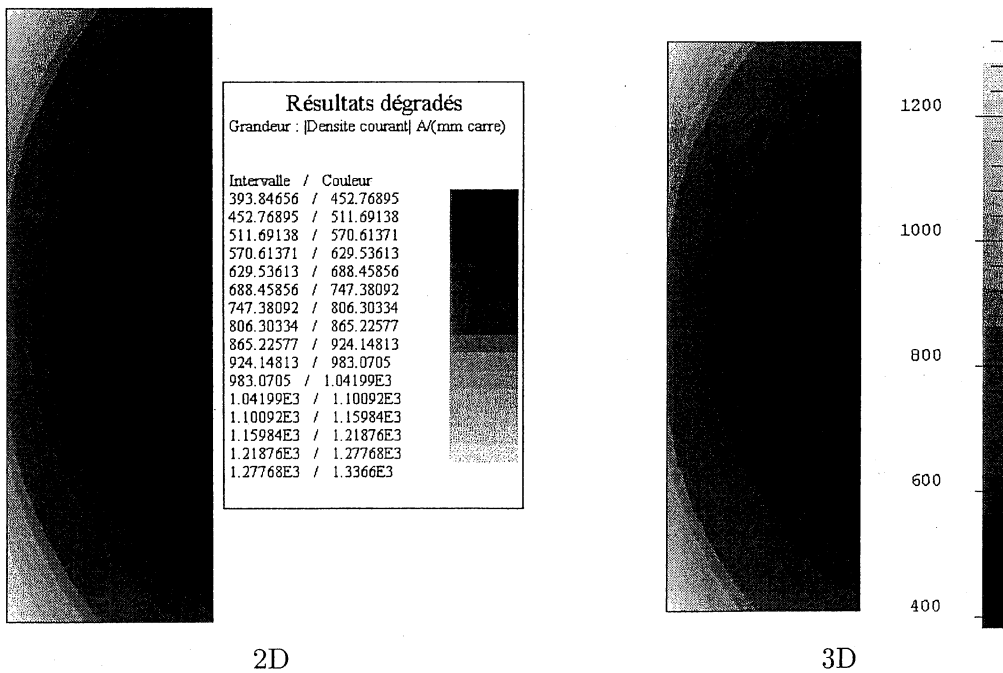 Résultats dégradés
Grandeur : |Densite courant| A/(mm carre)
Intervalle / Couleur
393.84656 / 452.76895
452.76895 / 511.69138
511.69138 / 570.61371
570.61371 / 629.53613
629.53613 / 688.45856
688.45856 / 747.38092
747.38092 / 806.30334
806.30334 / 865.22577
865.22577 / 924.14813
924.14813 / 983.0705
983.0705 / 1.04199E3
1.04199E3 / 1.10092E3
1.10092E3 / 1.15984E3
1.15984E3 / 1.21876E3
1.21876E3 / 1.27768E3
1.27768E3 / 1.3366E3
2D
1200
1000
800
600
400
3D